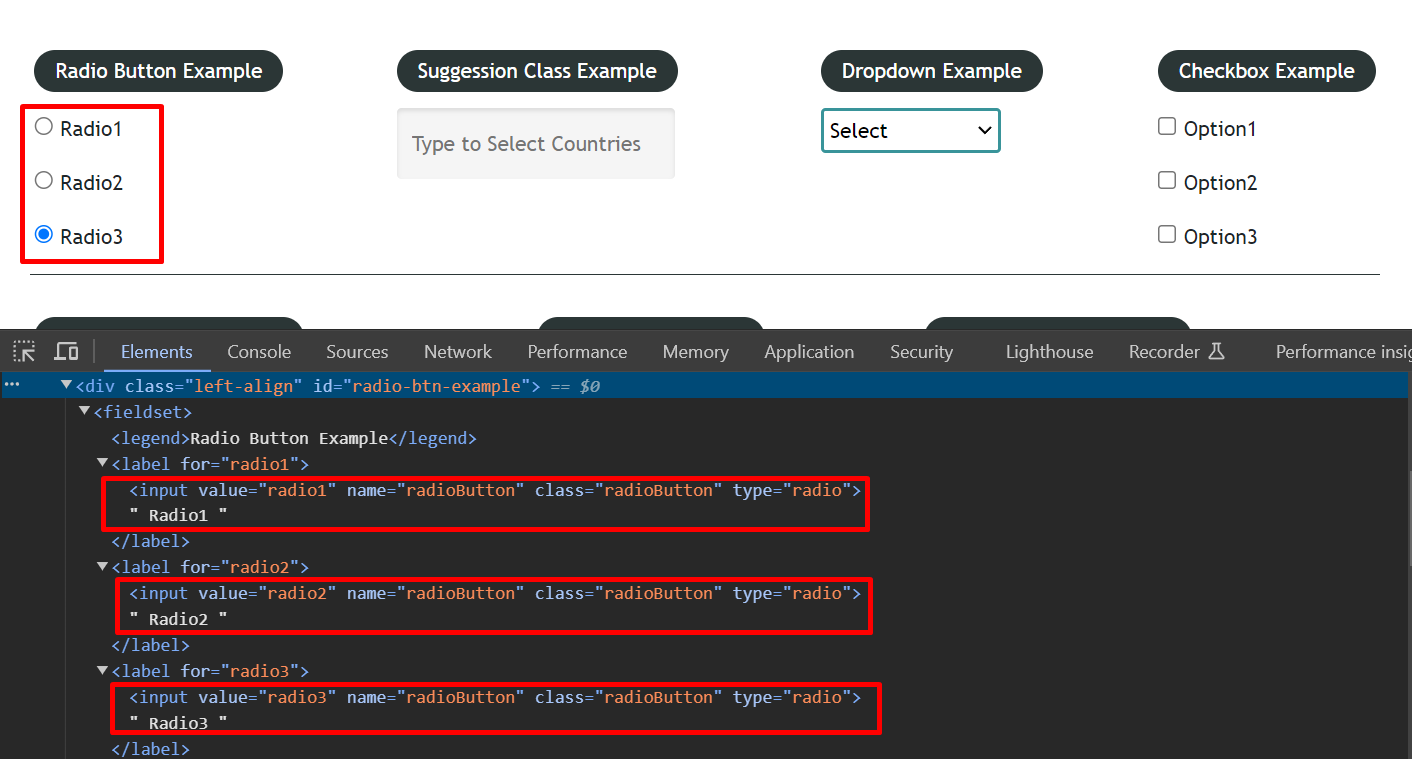 Radio Button Example
Suggession Class Example
Dropdown Example
Checkbox Example
Radio1
Type to Select Countries
Select
Option1
Radio2
Option2
Radio3
Option3
Elements
Console
Sources
Network
Performance
Memory
Application
Security
Lighthouse
Recorder
Performance insig
<div class="left-align" id="radio-btn-example"> == $0
<fieldset>
<legend>Radio Button Example</legend>
<label for="radio1">
<input value="radio1" name="radioButton" class="radioButton" type="radio">
" Radio1 "
</label>
<label for="radio2">
<input value="radio2" name="radioButton" class="radioButton" type="radio">
" Radio2 "
</label>
<label for="radio3">
<input value="radio3" name="radioButton" class="radioButton" type="radio">
" Radio3 "
</label>